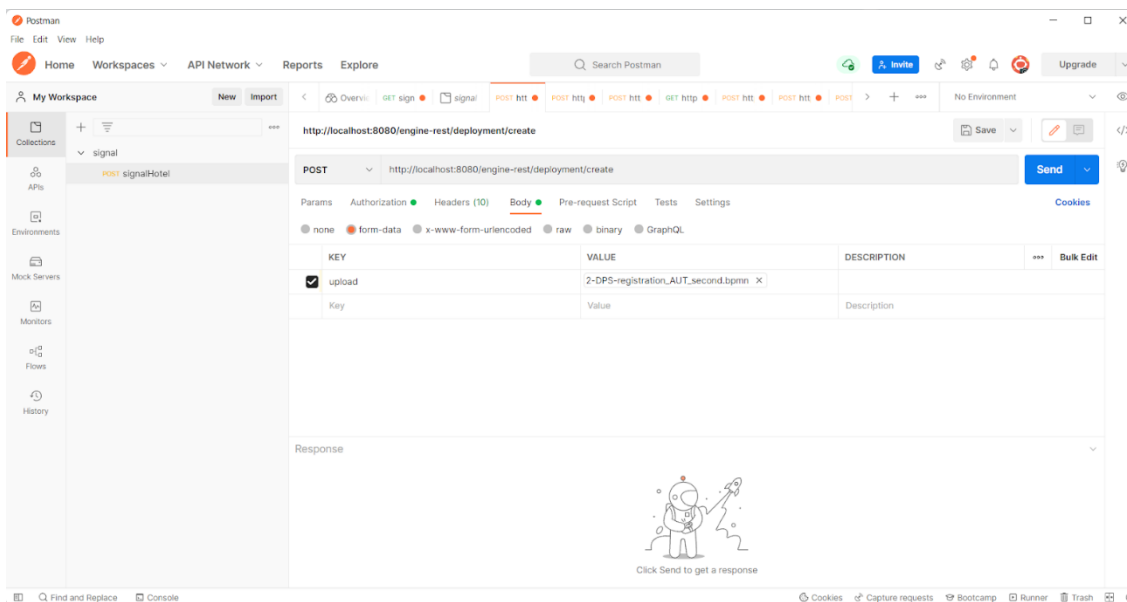 Postman
File Edit View Help
Home Workspaces API Network Reports Explore Search Postman Invite Upgrade
My Workspace New Import Overvi GET sign signal POST htt POST http POST htt GET http POST htt POST htt POST No Environment
Collections
APIs
Environments
Mock Servers
Monitors
Flows
History
signal
POST signalHotel
http://localhost:8080/engine-rest/deployment/create Save
POST http://localhost:8080/engine-rest/deployment/create Send
Params Authorization Headers (10) Body Pre-request Script Tests Settings Cookies
none form-data x-www-form-urlencoded raw binary GraphQL
KEY VALUE DESCRIPTION Bulk Edit
upload 2-DPS-registration_AUT_second.bpmn
Key Value Description
Response
Click Send to get a response
Find and Replace Console Cookies Capture requests Bootcamp Runner Trash